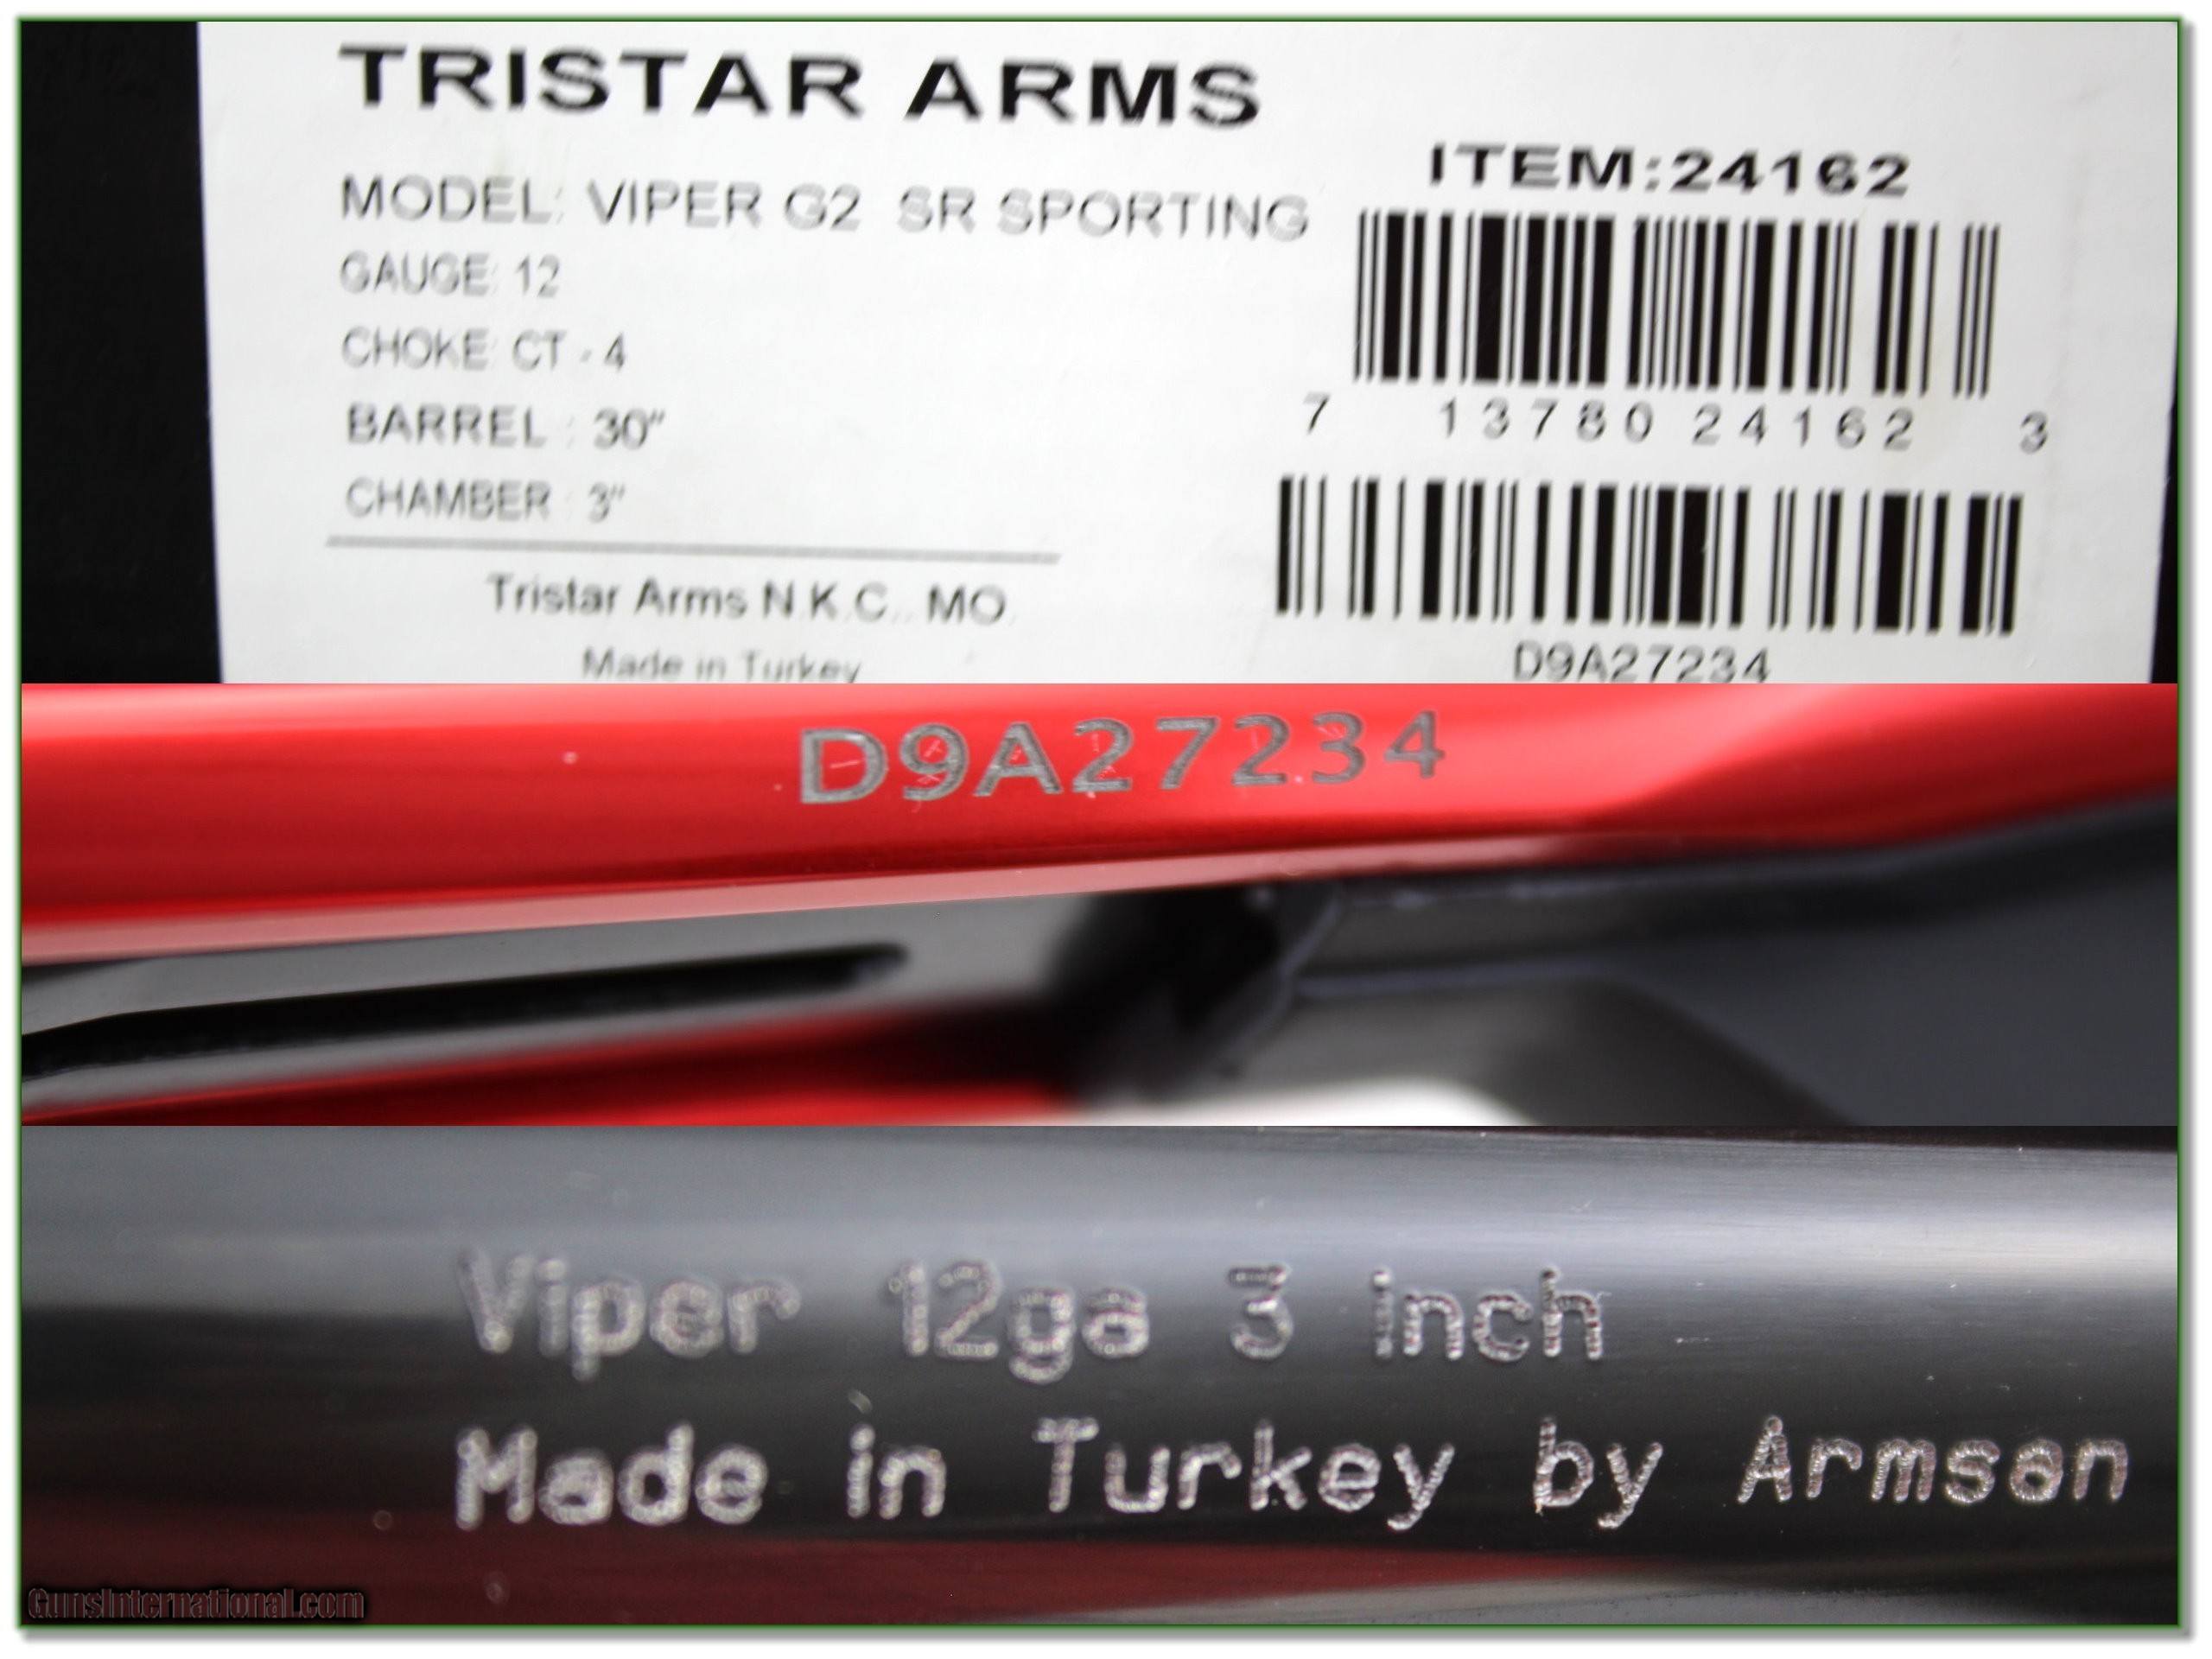 TRISTAR ARMS
ITEM:24162
MODEL: VIPER G2 SR SPORTING
GAUGE: 12
CHOKE: CT - 4
BARREL : 30"
CHAMBER : 3"
7 13780 24162 3
Tristar Arms N.K.C., MO.
Made in Turkey
D9A27234
D9A27234
Viper 12ga 3 inch
Made in Turkey by Armsan
GunsInternational.com